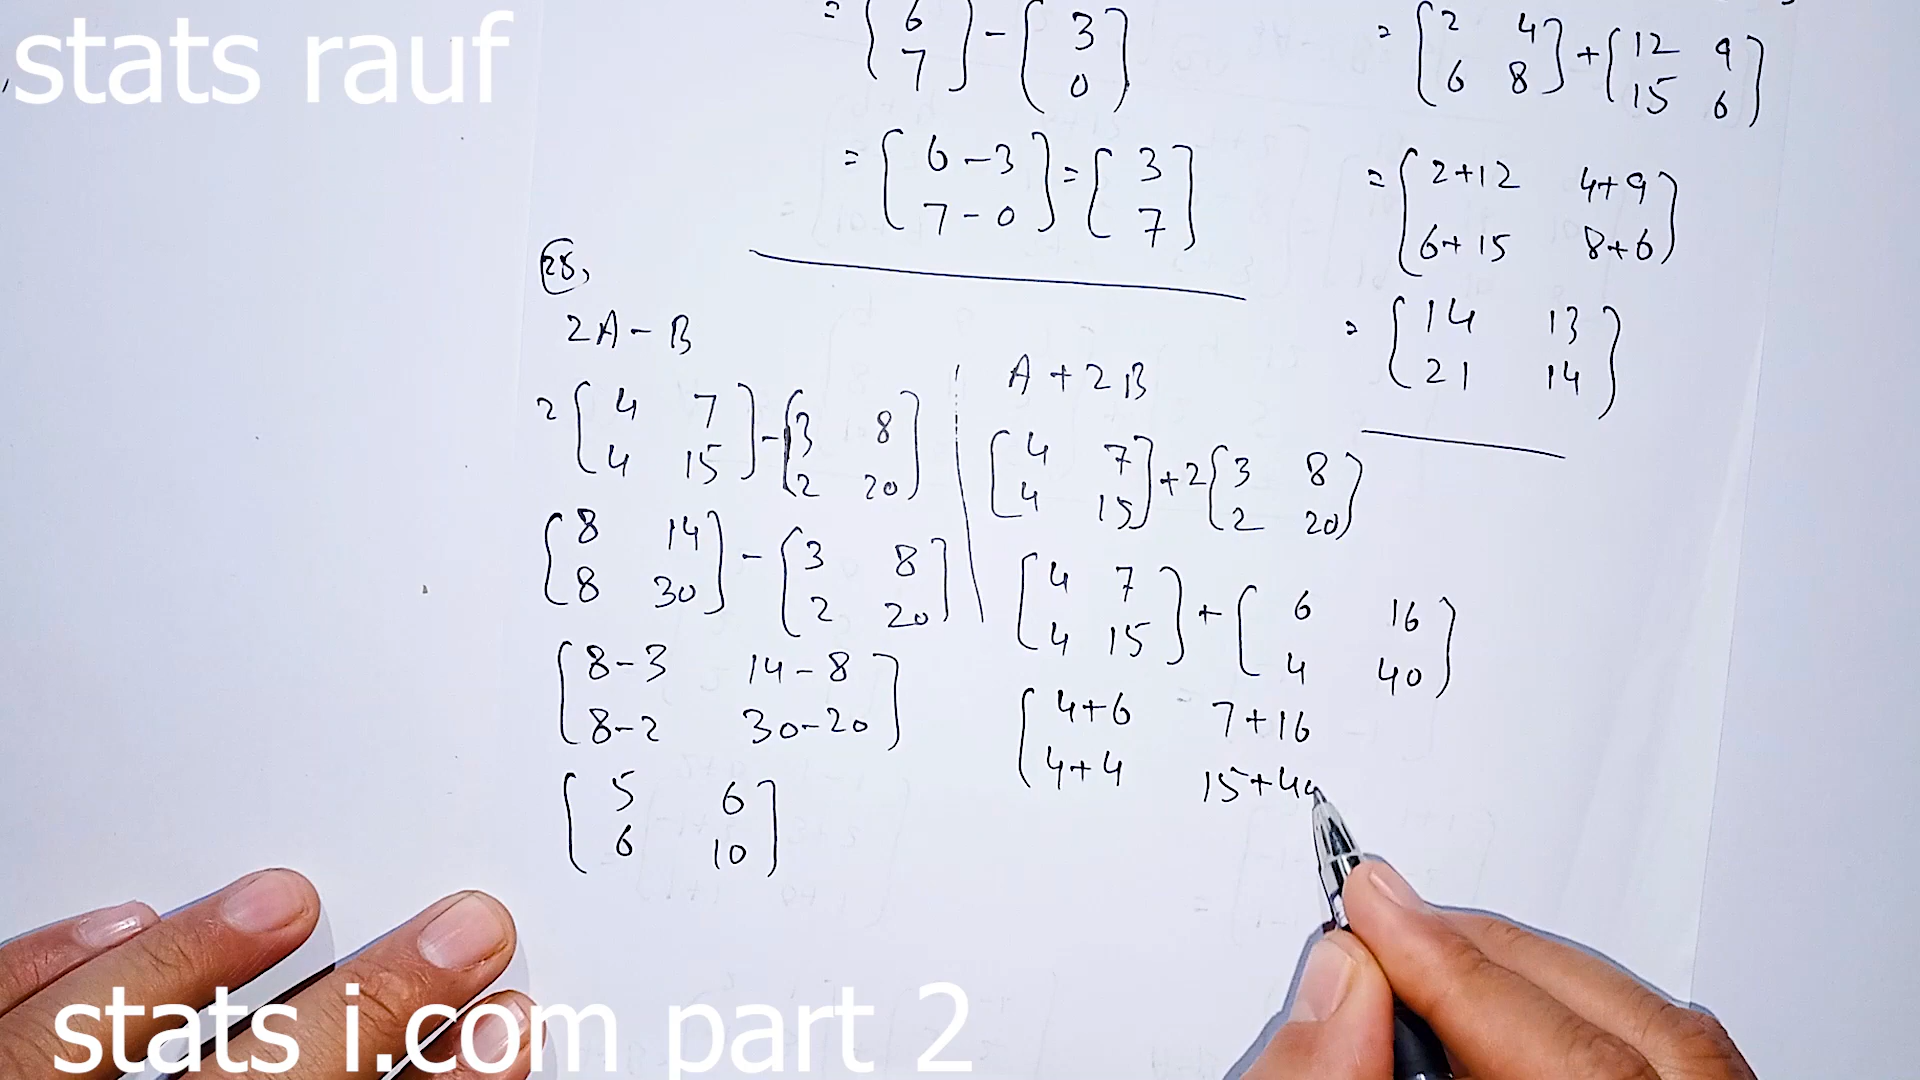 stats rauf
= [6] - [3]
[7] [0]
= [6-3] = [3]
[7-0] [7]
= [2 4] + [12 9]
[6 8] [15 6]
= [2+12 4+9]
[6+15 8+6]
= [14 13]
[21 14]
28,
2A - B
2[4 7] - [3 8]
[4 15] [2 20]
[8 14] - [3 8]
[8 30] [2 20]
[8-3 14-8]
[8-2 30-20]
[5 6]
[6 10]
A + 2B
[4 7] + 2[3 8]
[4 15] [2 20]
[4 7] + [6 16]
[4 15] [4 40]
[4+6 7+16
[4+4 15+40
stats i.com part 2